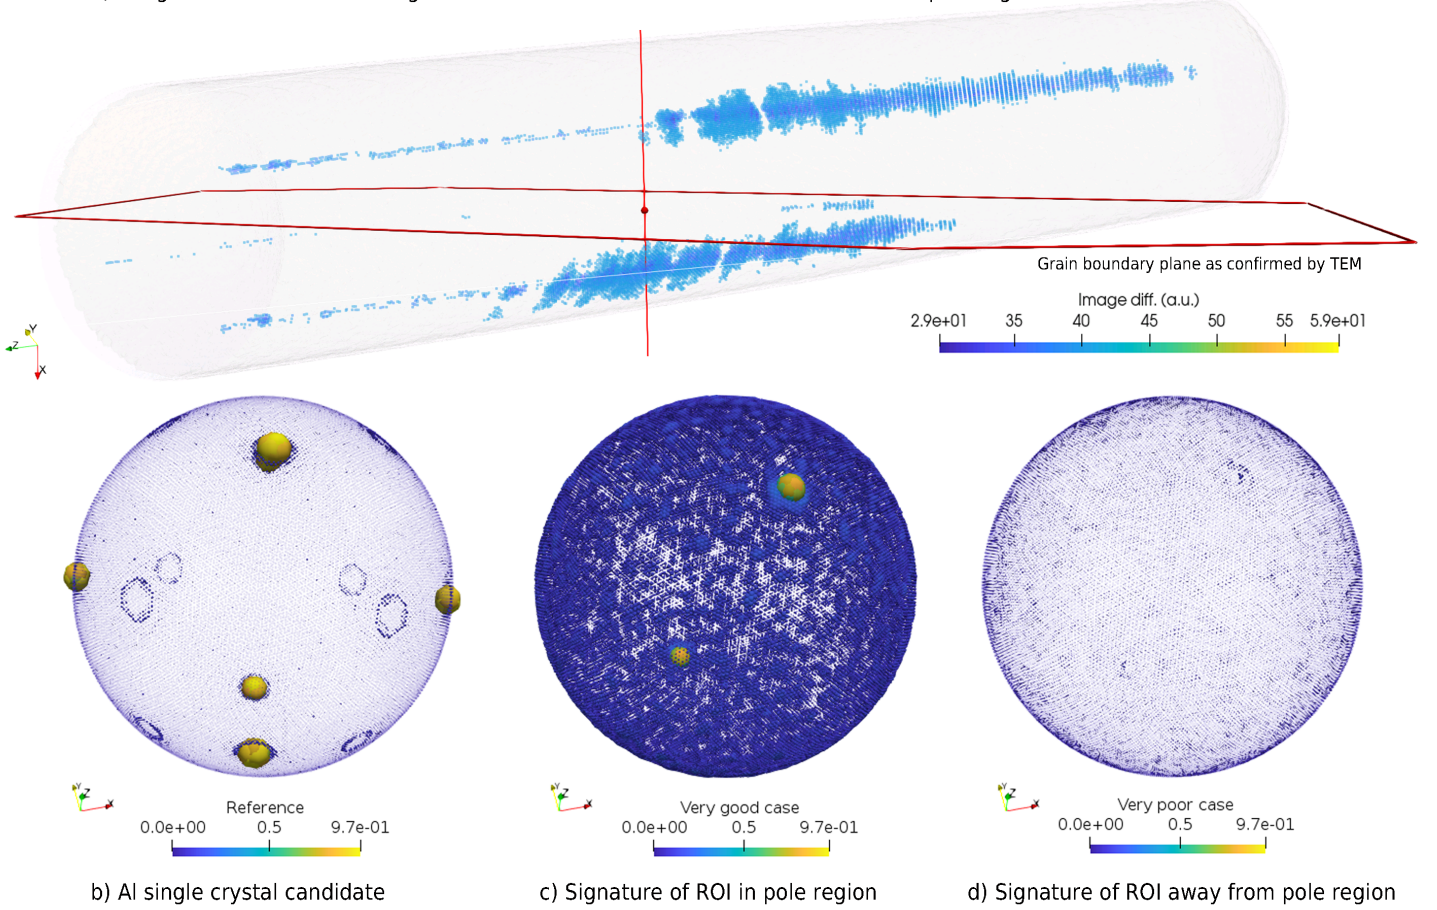 Grain boundary plane as confirmed by TEM
Image diff. (a.u.)
2.9e+01 35 40 45 50 55 5.9e+01
Y
Z
X
Y
Z
X
Reference
0.0e+00 0.5 9.7e-01
Y
Z
X
Very good case
0.0e+00 0.5 9.7e-01
Y
Z
X
Very poor case
0.0e+00 0.5 9.7e-01
b) Al single crystal candidate
c) Signature of ROI in pole region
d) Signature of ROI away from pole region